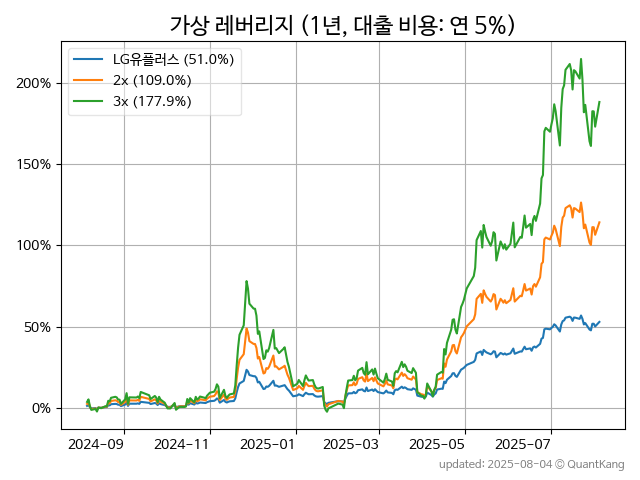 가상 레버리지 (1년, 대출 비용: 연 5%)
LG유플러스 (51.0%)
2x (109.0%)
3x (177.9%)
200%
150%
100%
50%
0%
2024-09 2024-11 2025-01 2025-03 2025-05 2025-07
updated: 2025-08-04 © QuantKang